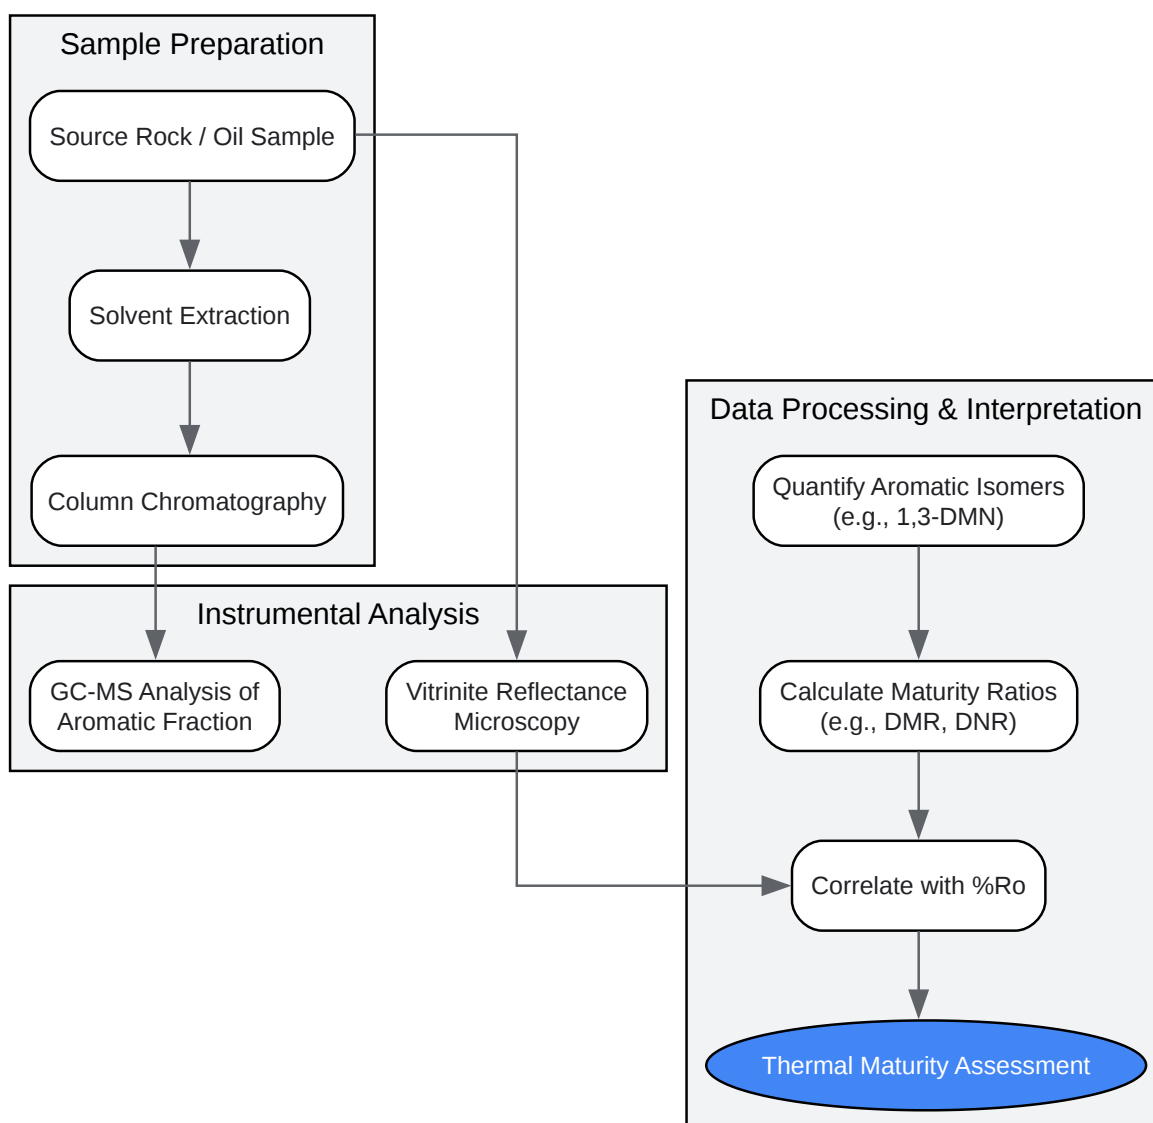 Sample Preparation
Source Rock / Oil Sample
Solvent Extraction
Column Chromatography
Instrumental Analysis
GC-MS Analysis of
Aromatic Fraction
Vitrinite Reflectance
Microscopy
Data Processing & Interpretation
Quantify Aromatic Isomers
(e.g., 1,3-DMN)
Calculate Maturity Ratios
(e.g., DMR, DNR)
Correlate with %Ro
Thermal Maturity Assessment